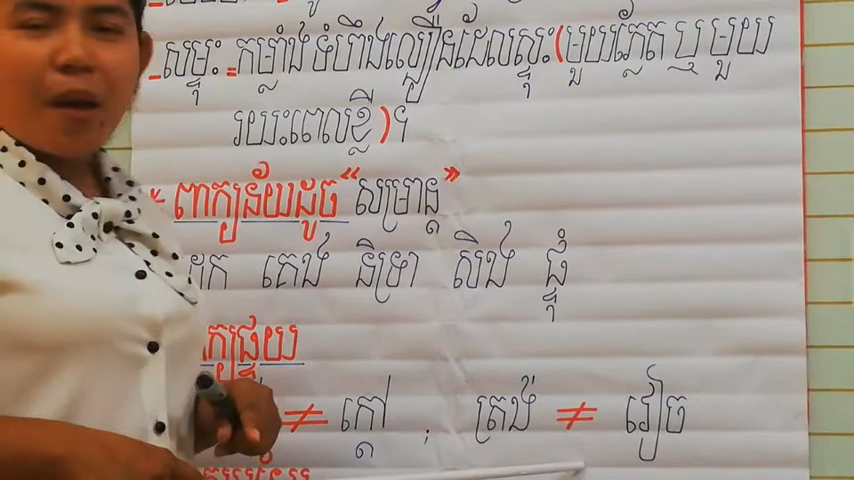 - សម្ទុះ = កម្លាំងទំហឹងល្បឿនដែលស្ទុះ (មួយភ្លែត ឬ មួយ
រយះពេលខ្លី) ។
“ ពាក្យន័យដូច “សម្រាន្ត”
ដេក គេង និទ្រា សិង ផ្ទុំ
ពាក្យផ្ទុយ
≠ ក្ដៅ , ត្រង់ ≠ វៀច